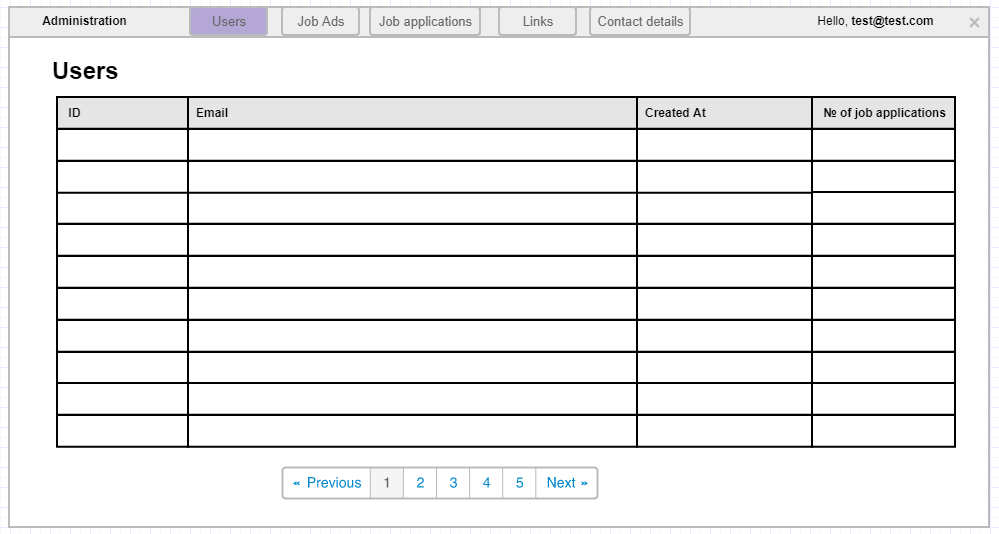 Administration Users Job Ads Job applications Links Contact details Hello, test@test.com ×
Users
ID Email Created At № of job applications
« Previous 1 2 3 4 5 Next »